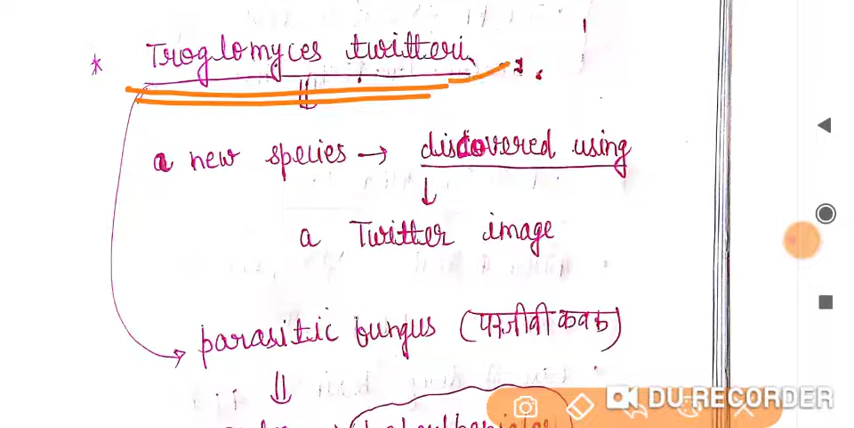 * Troglomyces twitteri
a new species → discovered using
a Twitter image
parasitic fungus (परजीवी कवक)
DU RECORDER